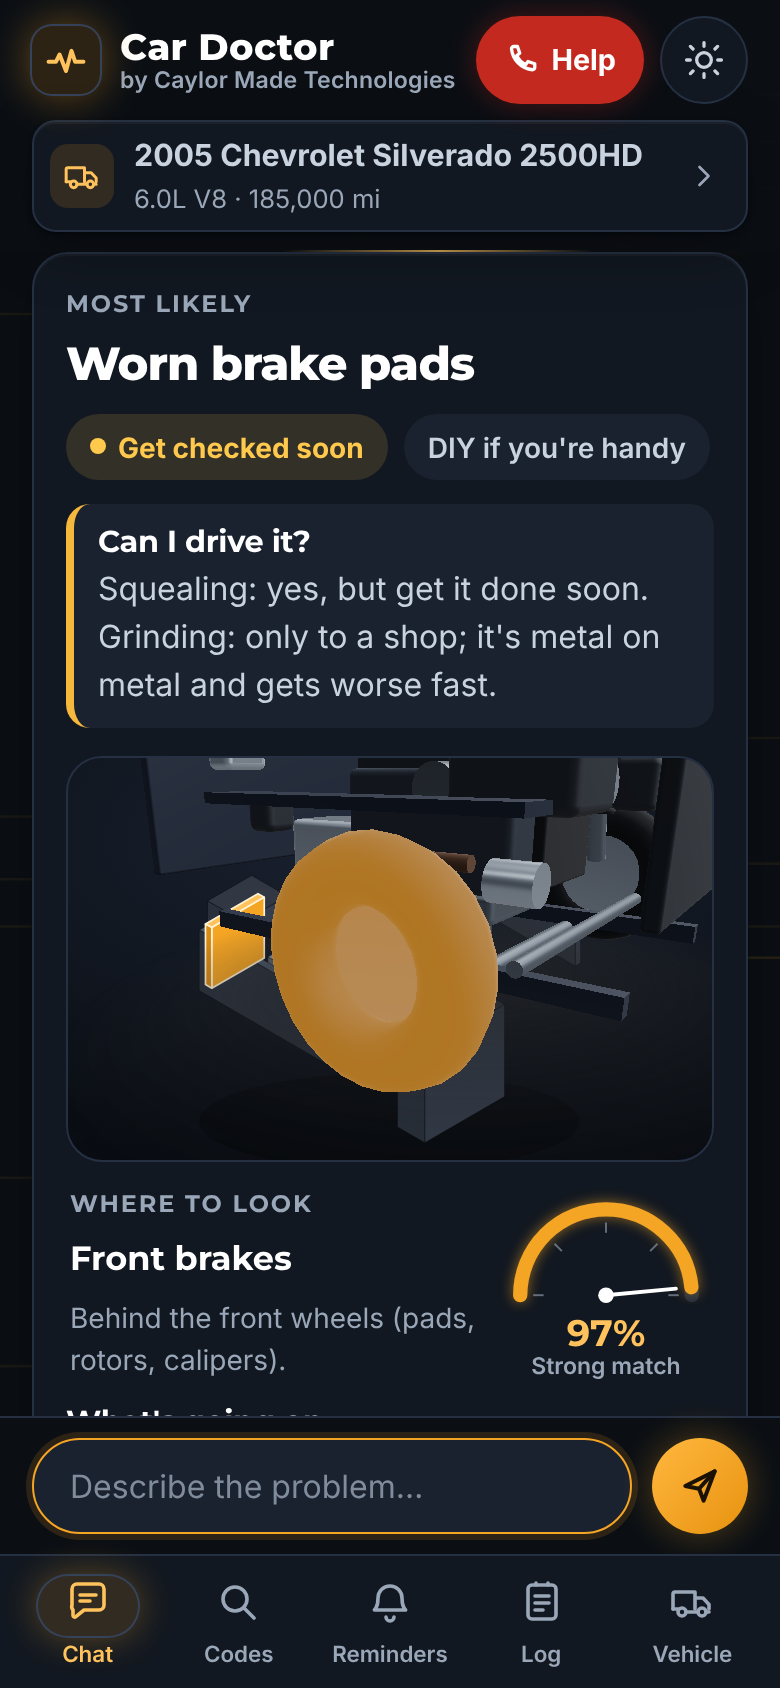 Car Doctor
by Caylor Made Technologies
Help
2005 Chevrolet Silverado 2500HD
6.0L V8 · 185,000 mi
MOST LIKELY
Worn brake pads
Get checked soon
DIY if you're handy
Can I drive it?
Squealing: yes, but get it done soon.
Grinding: only to a shop; it's metal on
metal and gets worse fast.
WHERE TO LOOK
Front brakes
Behind the front wheels (pads,
rotors, calipers).
97%
Strong match
What's going on
Describe the problem...
Chat
Codes
Reminders
Log
Vehicle